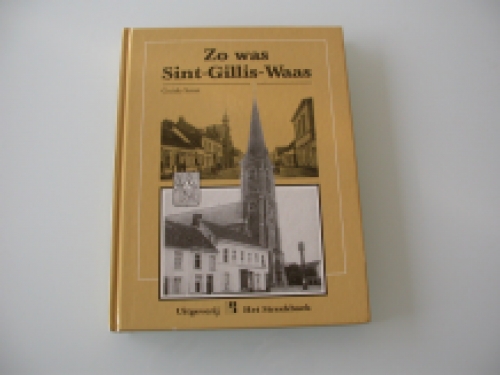 Zo was
Sint-Gillis-Waas
Uitgeverij Het Streekboek